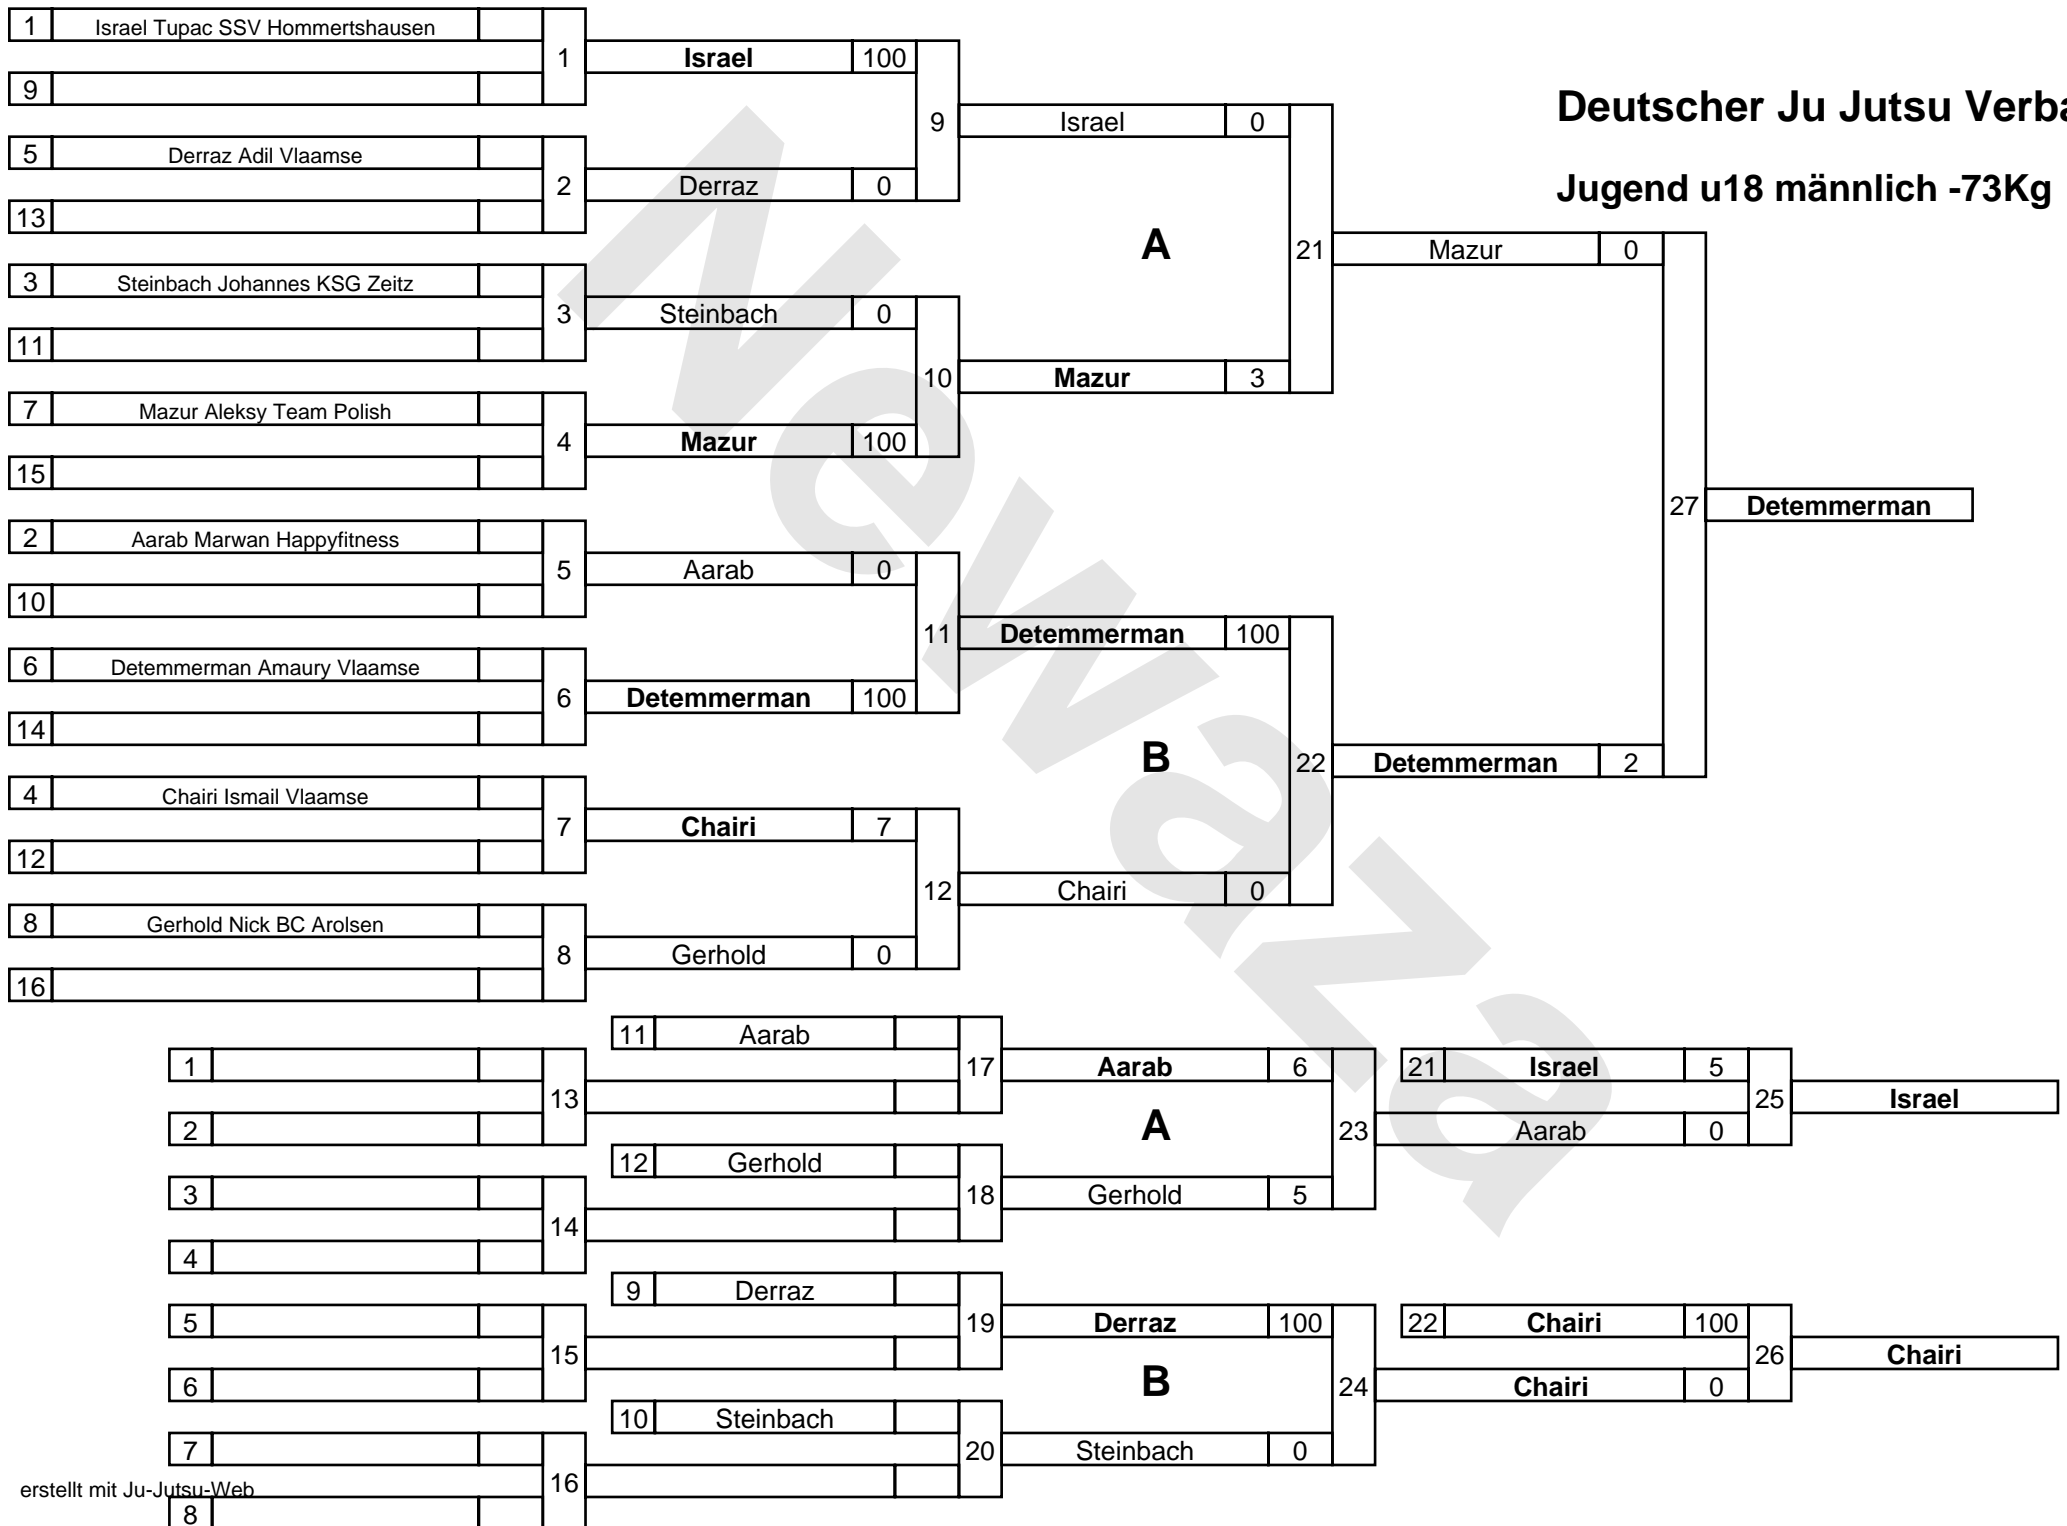 Deutscher Ju Jutsu Verba
Jugend u18 männlich -73Kg
1 Israel Tupac SSV Hommertshausen
9
1
5 Derraz Adil Vlaamse
13
2
3 Steinbach Johannes KSG Zeitz
11
3
7 Mazur Aleksy Team Polish
15
4
2 Aarab Marwan Happyfitness
10
5
6 Detemmerman Amaury Vlaamse
14
6
4 Chairi Ismail Vlaamse
12
7
8 Gerhold Nick BC Arolsen
16
8
Israel 100
Derraz 0
9
Steinbach 0
Mazur 100
10
Aarab 0
Detemmerman 100
11
Chairi 7
Gerhold 0
12
Israel 0
A
Mazur 3
21
Detemmerman 100
B
Chairi 0
22
Mazur 0
Detemmerman 2
27
Detemmerman
1
2
13
3
4
14
5
6
15
7
8
16
11 Aarab
17
12 Gerhold
18
9 Derraz
19
10 Steinbach
20
Aarab 6
A
Gerhold 5
23
Derraz 100
B
Steinbach 0
24
21 Israel 5
Aarab 0
25
Israel
22 Chairi 100
Chairi 0
26
Chairi
Newaza
erstellt mit Ju-Jutsu-Web